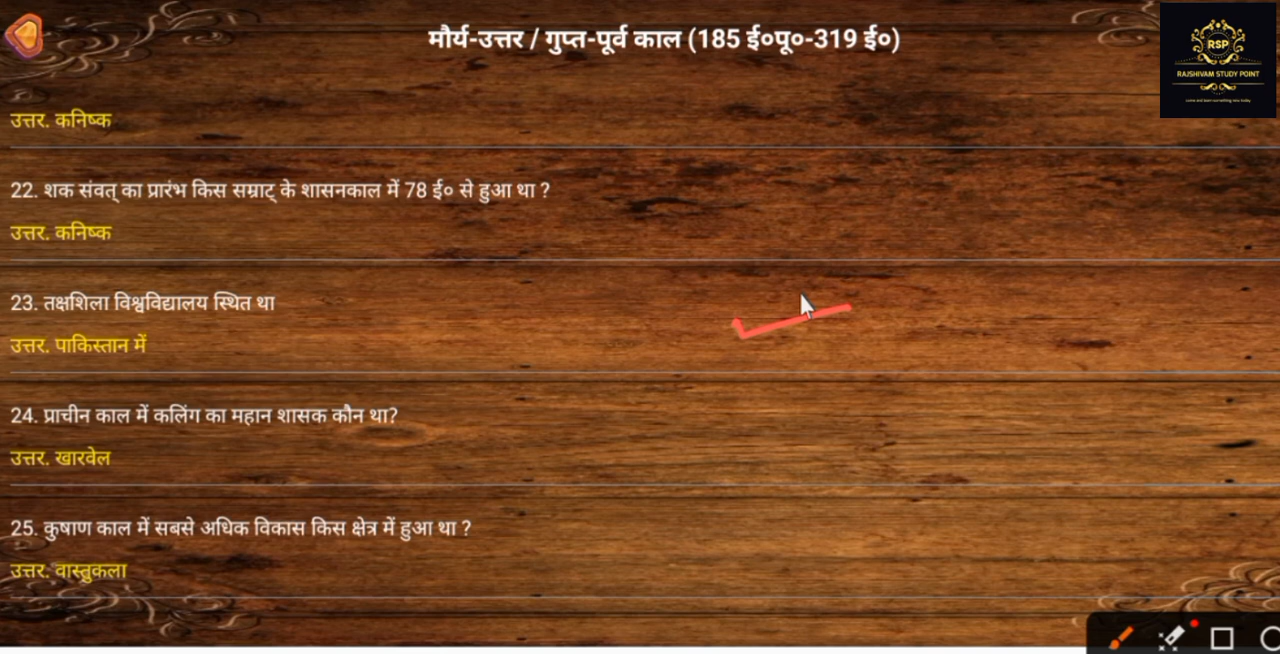 मौर्य-उत्तर / गुप्त-पूर्व काल (185 ई०पू०-319 ई०)
RSP
RAJSHIVAM STUDY POINT
उत्तर. कनिष्क
22. शक संवत् का प्रारंभ किस सम्राट् के शासनकाल में 78 ई० से हुआ था ?
उत्तर. कनिष्क
23. तक्षशिला विश्वविद्यालय स्थित था
उत्तर. पाकिस्तान में
24. प्राचीन काल में कलिंग का महान शासक कौन था?
उत्तर. खारवेल
25. कुषाण काल में सबसे अधिक विकास किस क्षेत्र में हुआ था ?
उत्तर. वास्तुकला